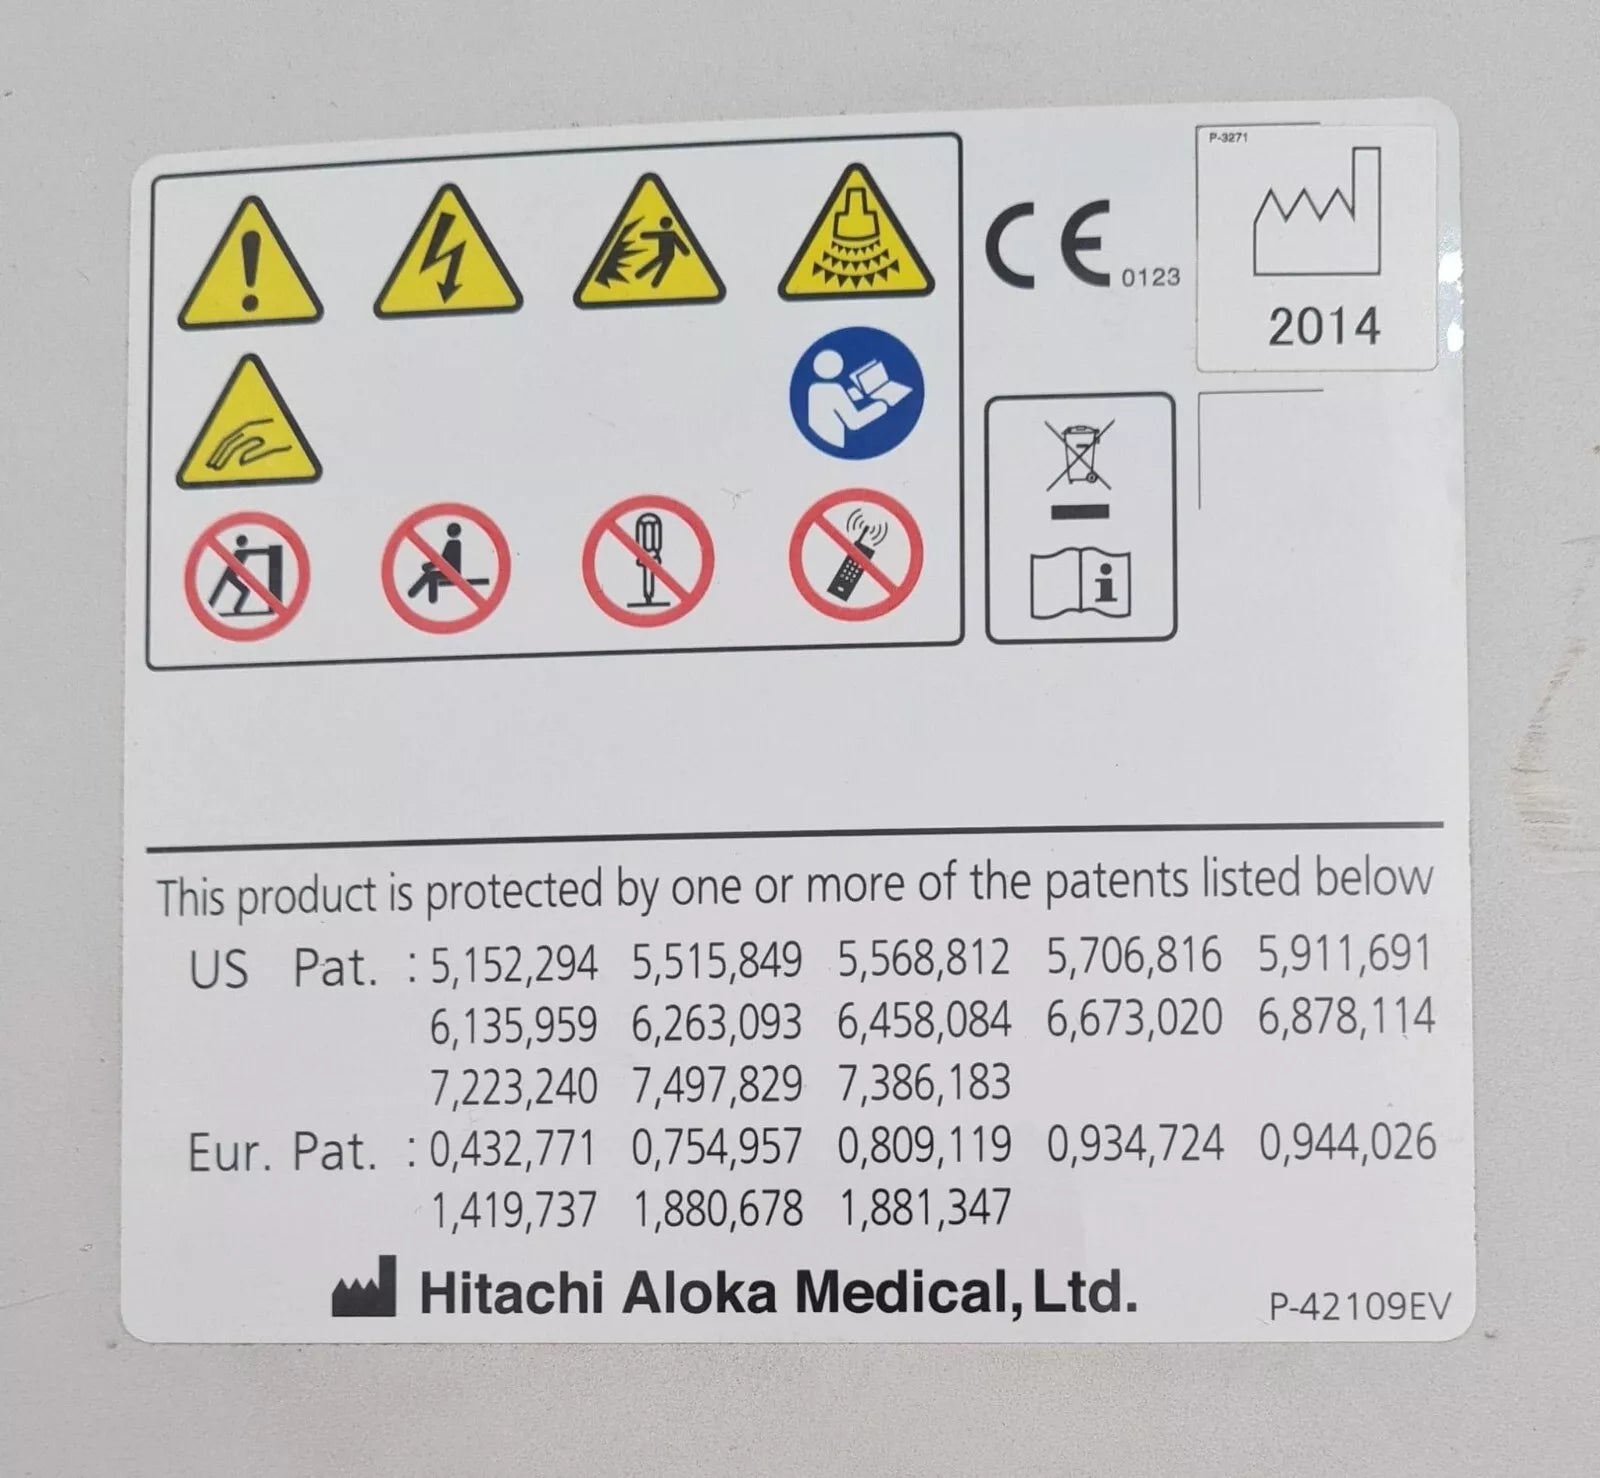 P-3271
CE 0123
2014
i
This product is protected by one or more of the patents listed below
US Pat. : 5,152,294 5,515,849 5,568,812 5,706,816 5,911,691
6,135,959 6,263,093 6,458,084 6,673,020 6,878,114
7,223,240 7,497,829 7,386,183
Eur. Pat. : 0,432,771 0,754,957 0,809,119 0,934,724 0,944,026
1,419,737 1,880,678 1,881,347
Hitachi Aloka Medical, Ltd.
P-42109EV